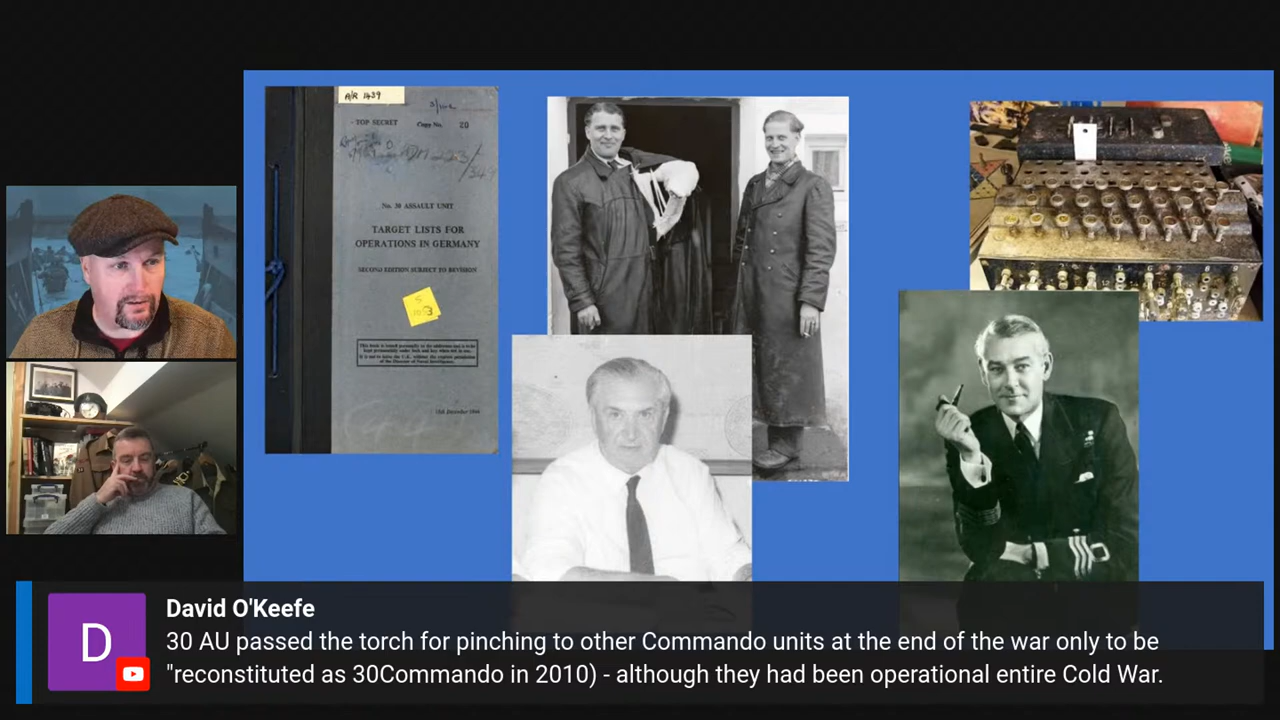 A/R 1439
TOP SECRET
Copy No. 20
No. 30 ASSAULT UNIT
TARGET LISTS FOR
OPERATIONS IN GERMANY
SECOND EDITION SUBJECT TO REVISION
D
David O'Keefe
30 AU passed the torch for pinching to other Commando units at the end of the war only to be
"reconstituted as 30Commando in 2010) - although they had been operational entire Cold War.